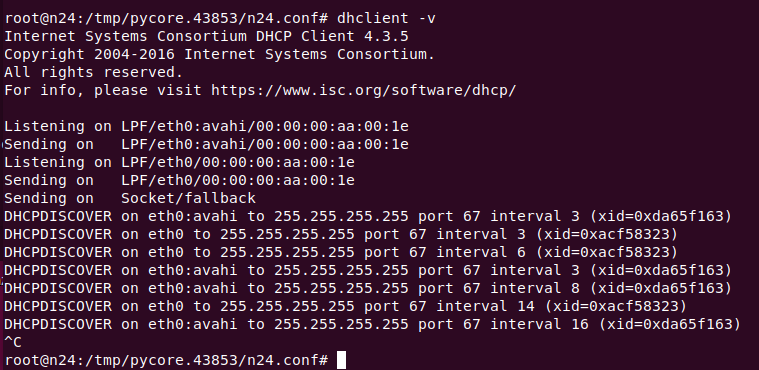 root@n24:/tmp/pycore.43853/n24.conf# dhclient -v
Internet Systems Consortium DHCP Client 4.3.5
Copyright 2004-2016 Internet Systems Consortium.
All rights reserved.
For info, please visit https://www.isc.org/software/dhcp/

Listening on LPF/eth0:avahi/00:00:00:aa:00:1e
Sending on   LPF/eth0:avahi/00:00:00:aa:00:1e
Listening on LPF/eth0/00:00:00:aa:00:1e
Sending on   LPF/eth0/00:00:00:aa:00:1e
Sending on   Socket/fallback
DHCPDISCOVER on eth0:avahi to 255.255.255.255 port 67 interval 3 (xid=0xda65f163)
DHCPDISCOVER on eth0 to 255.255.255.255 port 67 interval 3 (xid=0xacf58323)
DHCPDISCOVER on eth0 to 255.255.255.255 port 67 interval 6 (xid=0xacf58323)
DHCPDISCOVER on eth0:avahi to 255.255.255.255 port 67 interval 3 (xid=0xda65f163)
DHCPDISCOVER on eth0:avahi to 255.255.255.255 port 67 interval 8 (xid=0xda65f163)
DHCPDISCOVER on eth0 to 255.255.255.255 port 67 interval 14 (xid=0xacf58323)
DHCPDISCOVER on eth0:avahi to 255.255.255.255 port 67 interval 16 (xid=0xda65f163)
^C
root@n24:/tmp/pycore.43853/n24.conf#